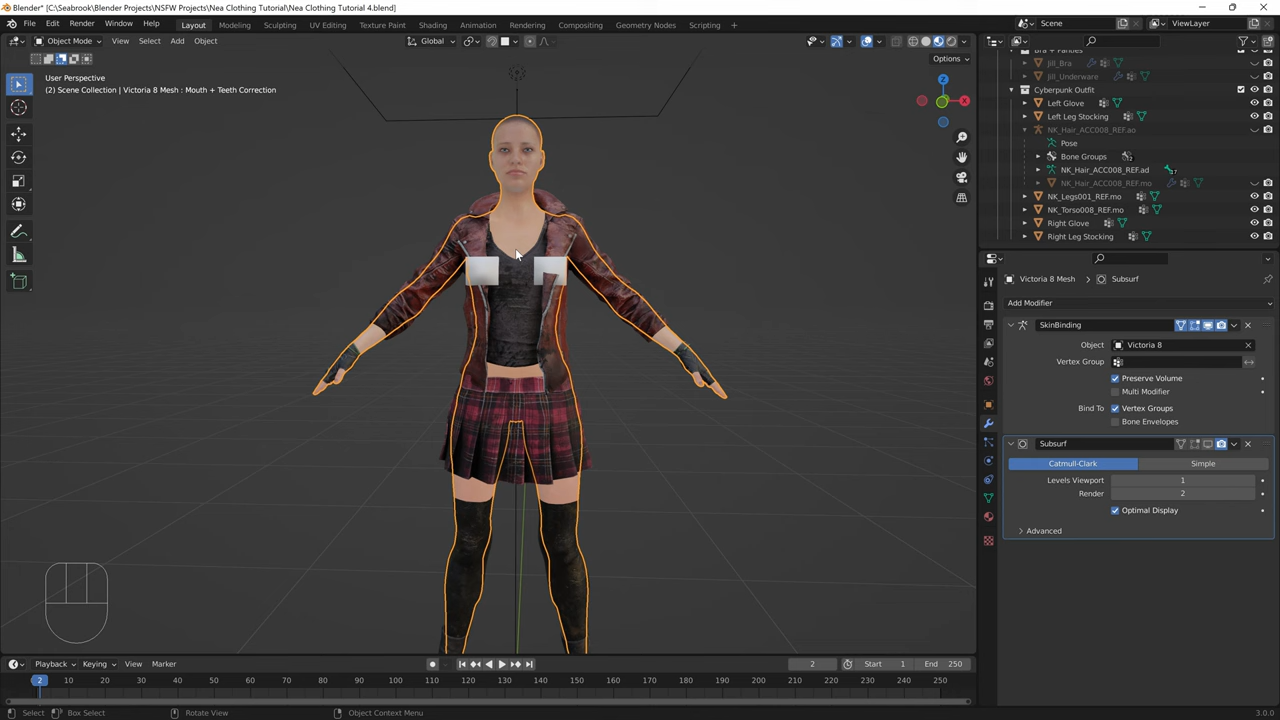 Blender* [C:\Seabrook\Blender Projects\NSFW Projects\Nea Clothing Tutorial\Nea Clothing Tutorial 4.blend]
File Edit Render Window Help Layout Modeling Sculpting UV Editing Texture Paint Shading Animation Rendering Compositing Geometry Nodes Scripting + Scene ViewLayer
Object Mode View Select Add Object Global
Options
User Perspective
(2) Scene Collection | Victoria 8 Mesh : Mouth + Teeth Correction
Z
X
Jill_Bra
Jill_Underware
Cyberpunk Outfit
Left Glove
Left Leg Stocking
NK_Hair_ACC008_REF.ao
Pose
Bone Groups
NK_Hair_ACC008_REF.ad
NK_Hair_ACC008_REF.mo
NK_Legs001_REF.mo
NK_Torso008_REF.mo
Right Glove
Right Leg Stocking
Victoria 8 Mesh > Subsurf
Add Modifier
SkinBinding
Object Victoria 8
Vertex Group
Preserve Volume
Multi Modifier
Bind To Vertex Groups
Bone Envelopes
Subsurf
Catmull-Clark Simple
Levels Viewport 1
Render 2
Optimal Display
Advanced
Playback Keying View Marker 2 Start 1 End 250
2 10 20 30 40 50 60 70 80 90 100 110 120 130 140 150 160 170 180 190 200 210 220 230 240 250
Select Box Select Rotate View Object Context Menu 3.0.0